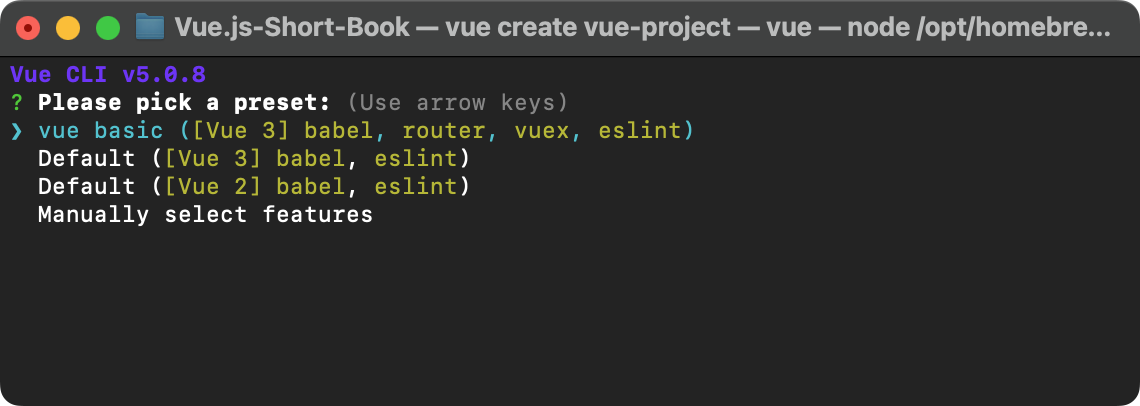 Vue.js-Short-Book — vue create vue-project — vue — node /opt/homebre...
Vue CLI v5.0.8
? Please pick a preset: (Use arrow keys)
❯ vue basic ([Vue 3] babel, router, vuex, eslint)
Default ([Vue 3] babel, eslint)
Default ([Vue 2] babel, eslint)
Manually select features